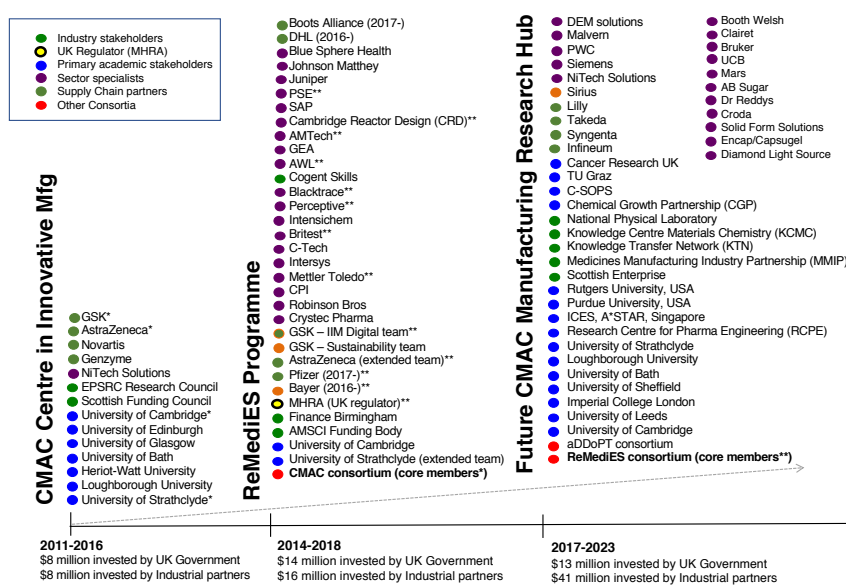 Industry stakeholders
UK Regulator (MHRA)
Primary academic stakeholders
Sector specialists
Supply Chain partners
Other Consortia
CMAC Centre in Innovative Mfg
GSK*
AstraZeneca*
Novartis
Genzyme
NiTech Solutions
EPSRC Research Council
Scottish Funding Council
University of Cambridge*
University of Edinburgh
University of Glasgow
University of Bath
Heriot-Watt University
Loughborough University
University of Strathclyde*
ReMediES Programme
Boots Alliance (2017-)
DHL (2016-)
Blue Sphere Health
Johnson Matthey
Juniper
PSE**
SAP
Cambridge Reactor Design (CRD)**
AMTech**
GEA
AWL**
Cogent Skills
Blacktrace**
Perceptive**
Intensichem
Britest**
C-Tech
Intersys
Mettler Toledo**
CPI
Robinson Bros
Crystec Pharma
GSK – IIM Digital team**
GSK – Sustainability team
AstraZeneca (extended team)**
Pfizer (2017-)**
Bayer (2016-)**
MHRA (UK regulator)**
Finance Birmingham
AMSCI Funding Body
University of Cambridge
University of Strathclyde (extended team)
CMAC consortium (core members*)
Future CMAC Manufacturing Research Hub
DEM solutions
Malvern
PWC
Siemens
NiTech Solutions
Sirius
Lilly
Takeda
Syngenta
Infineum
Cancer Research UK
TU Graz
C-SOPS
Chemical Growth Partnership (CGP)
National Physical Laboratory
Knowledge Centre Materials Chemistry (KCMC)
Knowledge Transfer Network (KTN)
Medicines Manufacturing Industry Partnership (MMIP)
Scottish Enterprise
Rutgers University, USA
Purdue University, USA
ICES, A*STAR, Singapore
Research Centre for Pharma Engineering (RCPE)
University of Strathclyde
Loughborough University
University of Bath
University of Sheffield
Imperial College London
University of Leeds
University of Cambridge
aDDoPT consortium
ReMediES consortium (core members**)
Booth Welsh
Clairet
Bruker
UCB
Mars
AB Sugar
Dr Reddys
Croda
Solid Form Solutions
Encap/Capsugel
Diamond Light Source
2011-2016
$8 million invested by UK Government
$8 million invested by Industrial partners
2014-2018
$14 million invested by UK Government
$16 million invested by Industrial partners
2017-2023
$13 million invested by UK Government
$41 million invested by Industrial partners